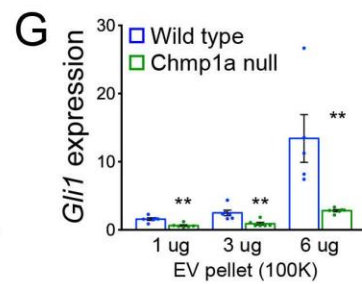 G
Wild type
Chmp1a null
Gli1 expression
30
20
10
0
**
**
**
1 ug 3 ug 6 ug
EV pellet (100K)